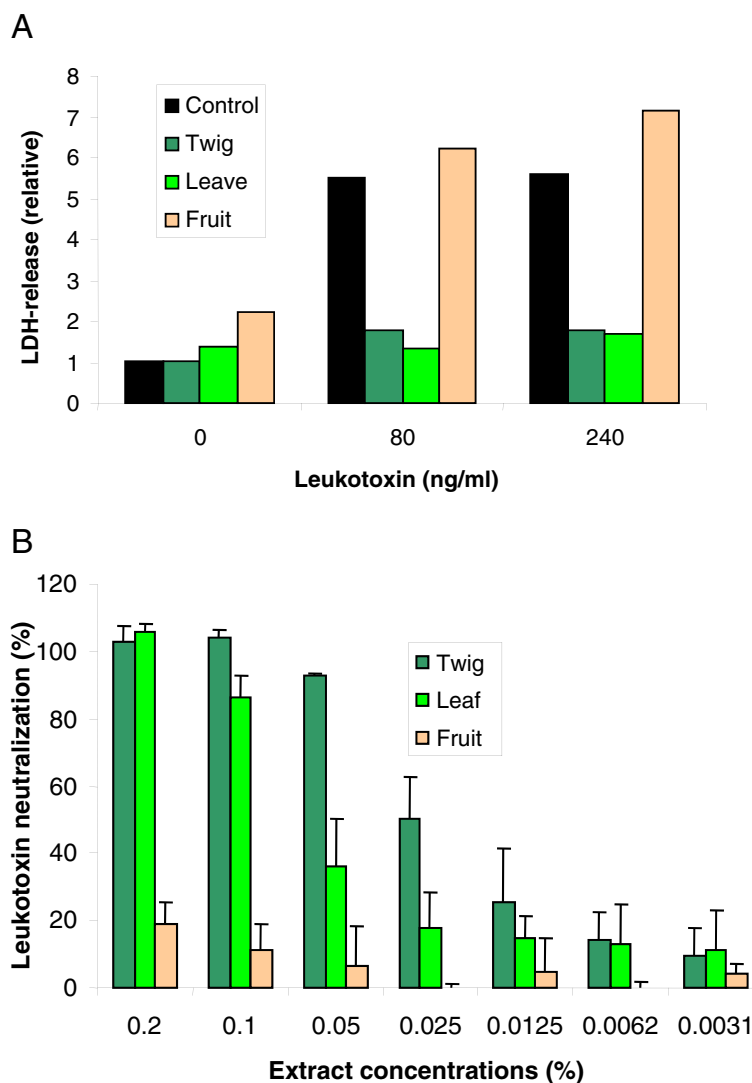 A
LDH-release (relative)
8
7
6
5
4
3
2
1
0
Control
Twig
Leave
Fruit
0 80 240
Leukotoxin (ng/ml)
B
Leukotoxin neutralization (%)
120
100
80
60
40
20
0
Twig
Leaf
Fruit
0.2 0.1 0.05 0.025 0.0125 0.0062 0.0031
Extract concentrations (%)